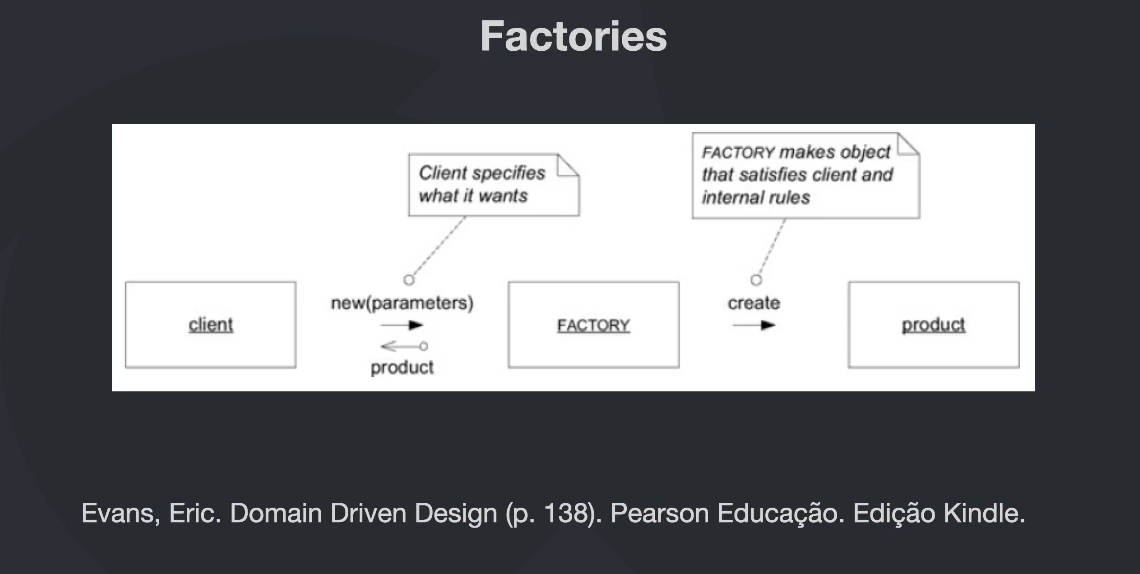 Factories
Client specifies
what it wants
FACTORY makes object
that satisfies client and
internal rules
client
new(parameters)
product
FACTORY
create
product
Evans, Eric. Domain Driven Design (p. 138). Pearson Educação. Edição Kindle.